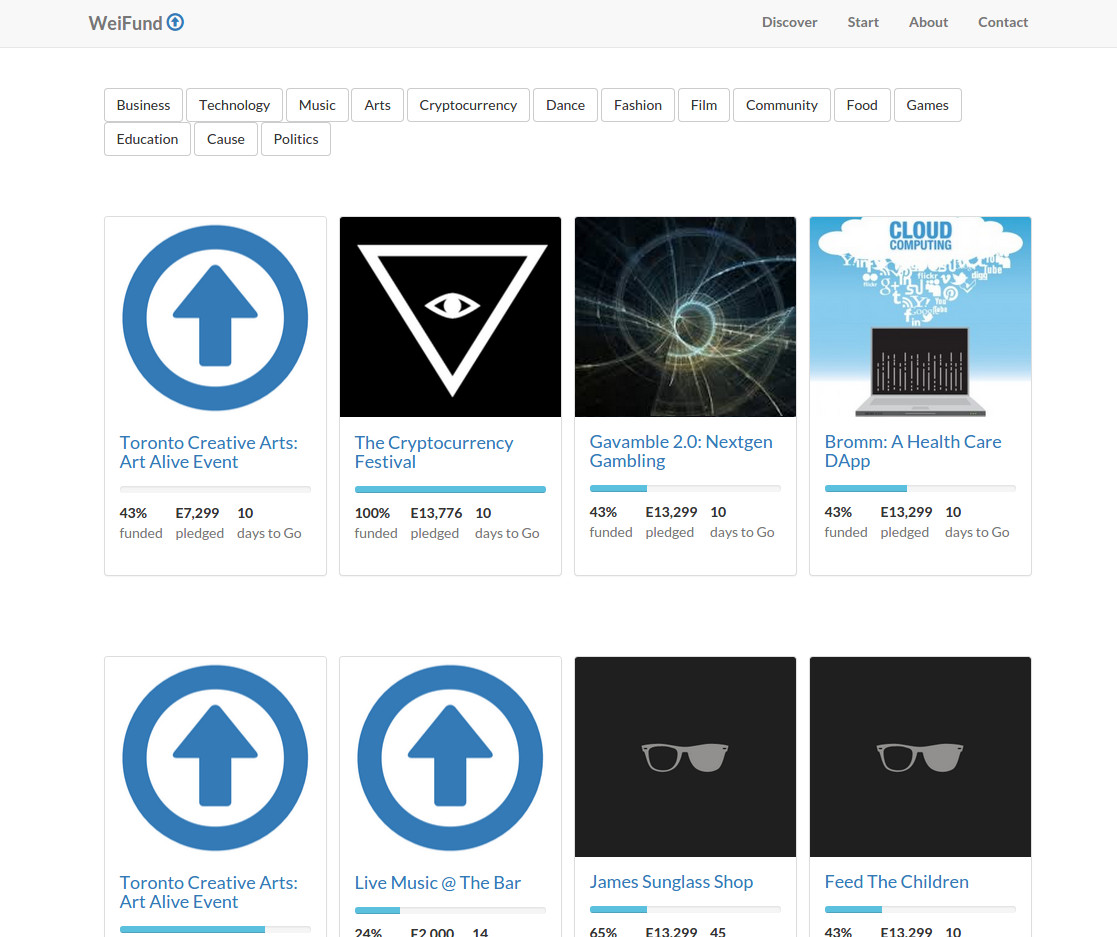 WeiFund
Discover Start About Contact
Business Technology Music Arts Cryptocurrency Dance Fashion Film Community Food Games
Education Cause Politics
CLOUD
COMPUTING
flickr
digg
You
Tube
in
Toronto Creative Arts:
Art Alive Event
43% E7,299 10
funded pledged days to Go
The Cryptocurrency
Festival
100% E13,776 10
funded pledged days to Go
Gavamble 2.0: Nextgen
Gambling
43% E13,299 10
funded pledged days to Go
Bromm: A Health Care
DApp
43% E13,299 10
funded pledged days to Go
Toronto Creative Arts:
Art Alive Event
Live Music @ The Bar
24% E2,000 14
James Sunglass Shop
65% E13,299 45
Feed The Children
43% E13,299 10